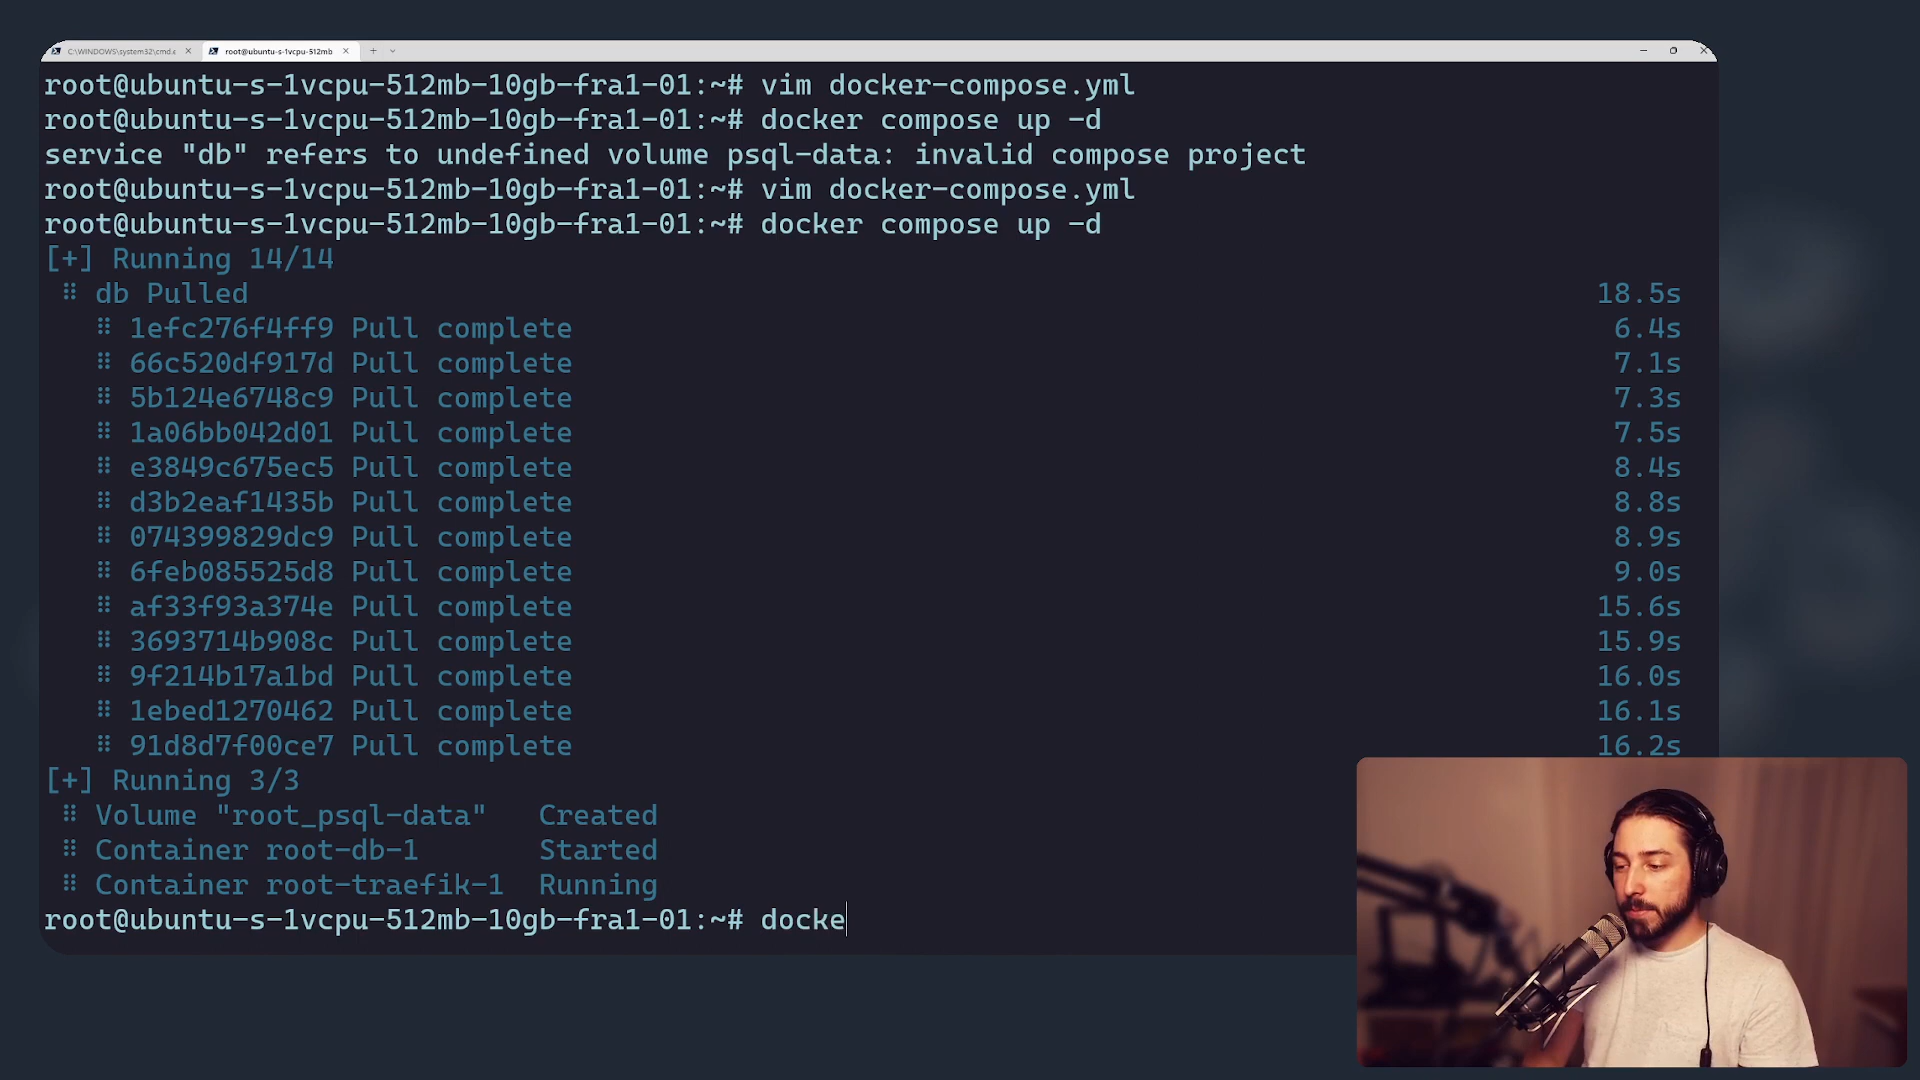 C:\WINDOWS\system32\cmd.e
root@ubuntu-s-1vcpu-512mb
root@ubuntu-s-1vcpu-512mb-10gb-fra1-01:~# vim docker-compose.yml
root@ubuntu-s-1vcpu-512mb-10gb-fra1-01:~# docker compose up -d
service "db" refers to undefined volume psql-data: invalid compose project
root@ubuntu-s-1vcpu-512mb-10gb-fra1-01:~# vim docker-compose.yml
root@ubuntu-s-1vcpu-512mb-10gb-fra1-01:~# docker compose up -d
[+] Running 14/14
⠿ db Pulled 18.5s
⠿ 1efc276f4ff9 Pull complete 6.4s
⠿ 66c520df917d Pull complete 7.1s
⠿ 5b124e6748c9 Pull complete 7.3s
⠿ 1a06bb042d01 Pull complete 7.5s
⠿ e3849c675ec5 Pull complete 8.4s
⠿ d3b2eaf1435b Pull complete 8.8s
⠿ 074399829dc9 Pull complete 8.9s
⠿ 6feb085525d8 Pull complete 9.0s
⠿ af33f93a374e Pull complete 15.6s
⠿ 3693714b908c Pull complete 15.9s
⠿ 9f214b17a1bd Pull complete 16.0s
⠿ 1ebed1270462 Pull complete 16.1s
⠿ 91d8d7f00ce7 Pull complete 16.2s
[+] Running 3/3
⠿ Volume "root_psql-data" Created
⠿ Container root-db-1 Started
⠿ Container root-traefik-1 Running
root@ubuntu-s-1vcpu-512mb-10gb-fra1-01:~# docke